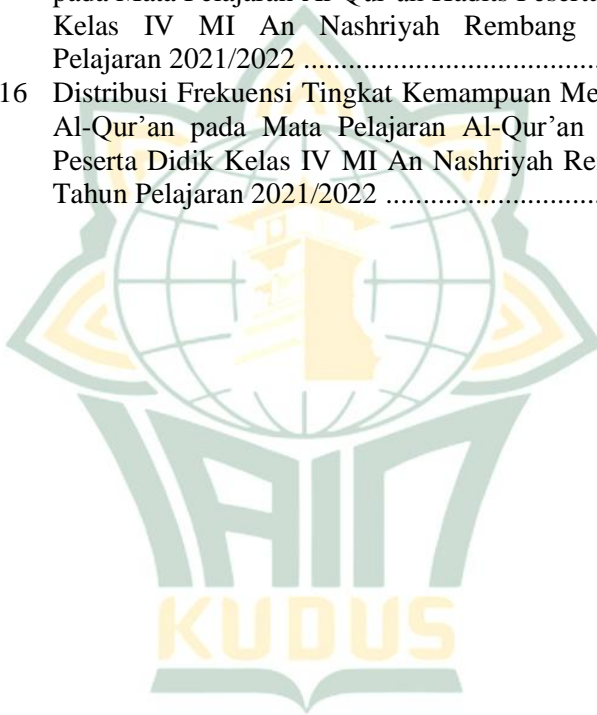 pada Mata Pelajaran Al-Qur'an Hadits Peserta
Kelas IV MI An Nashriyah Rembang
Pelajaran 2021/2022 ........................................
16 Distribusi Frekuensi Tingkat Kemampuan Me
Al-Qur'an pada Mata Pelajaran Al-Qur'an
Peserta Didik Kelas IV MI An Nashriyah Re
Tahun Pelajaran 2021/2022 .............................
IAIN
KUDUS